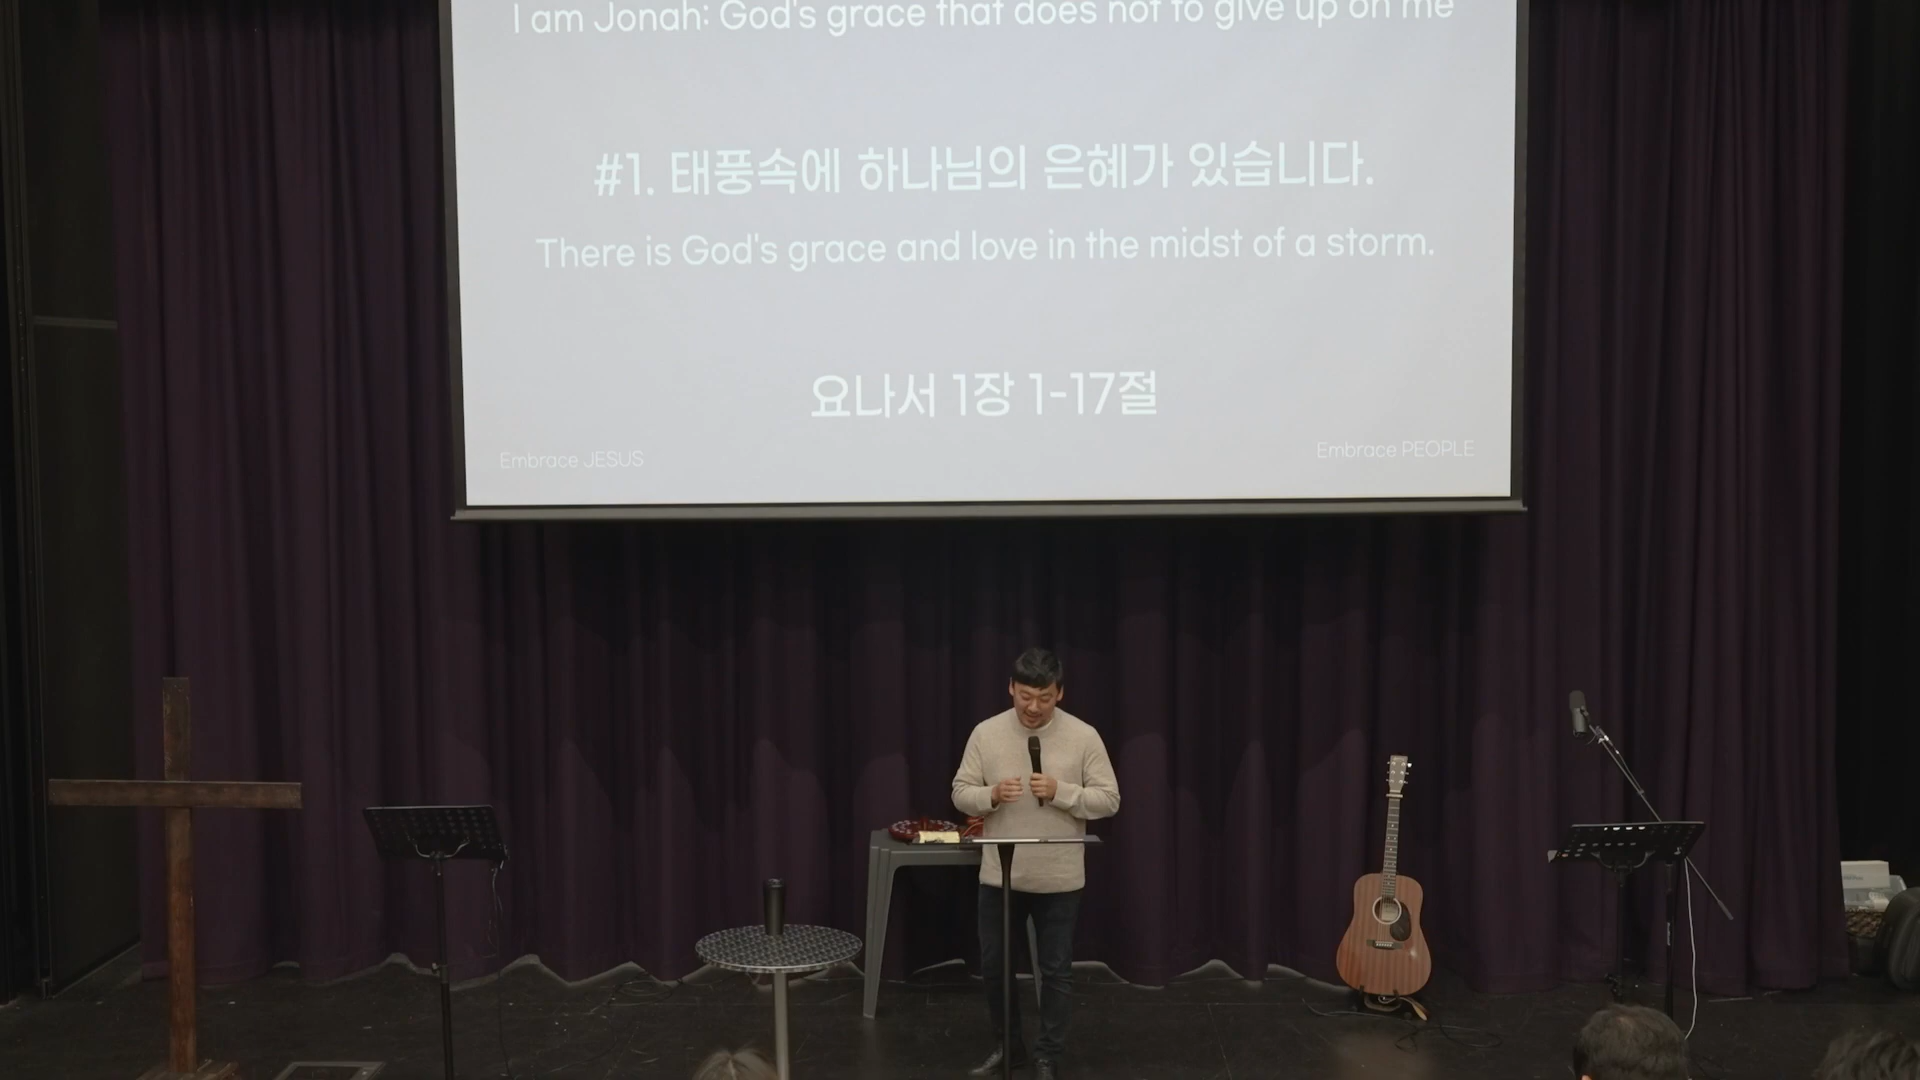 I am Jonah: God's grace that does not to give up on me
#1. 태풍속에 하나님의 은혜가 있습니다.
There is God's grace and love in the midst of a storm.
요나서 1장 1-17절
Embrace JESUS
Embrace PEOPLE